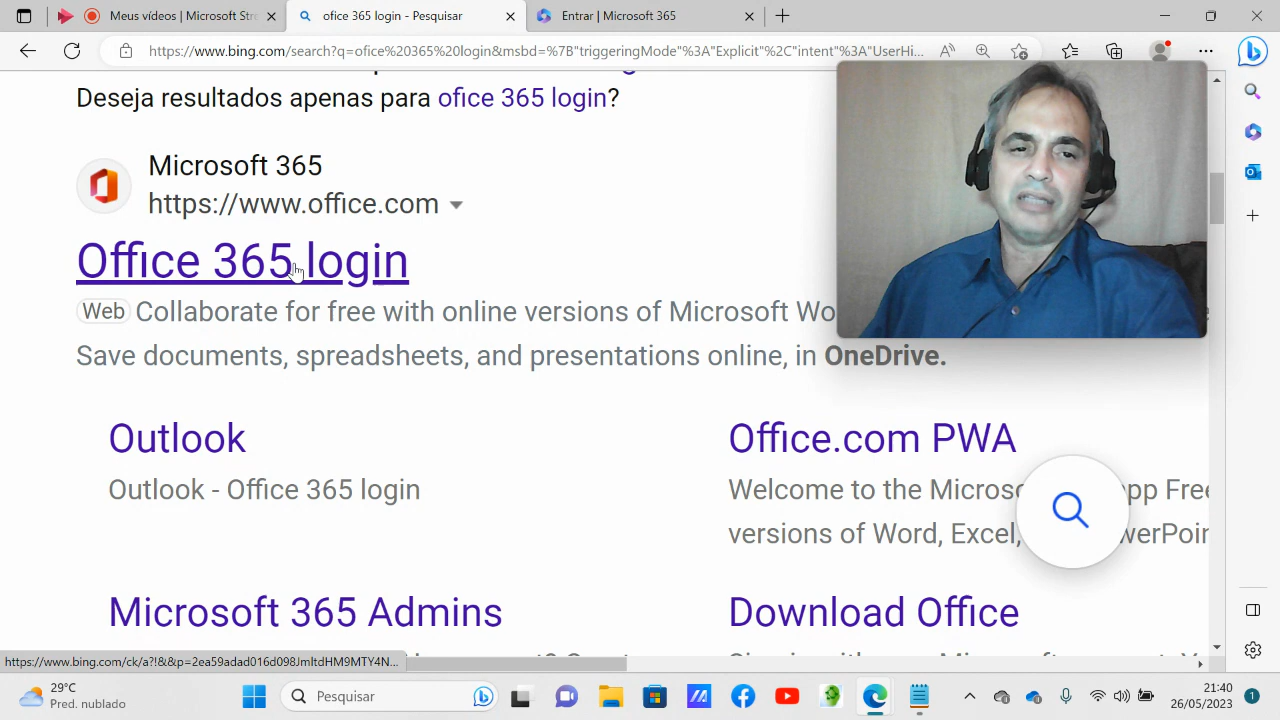 Meus vídeos | Microsoft Stre
ofice 365 login - Pesquisar
Entrar | Microsoft 365
https://www.bing.com/search?q=ofice%20365%20login&msbd=%7B"triggeringMode"%3A"Explicit"%2C"intent"%3A"UserHi...
Deseja resultados apenas para ofice 365 login?
Microsoft 365
https://www.office.com
Office 365 login
Web Collaborate for free with online versions of Microsoft Wo
Save documents, spreadsheets, and presentations online, in OneDrive.
Outlook
Office.com PWA
Outlook - Office 365 login
Welcome to the Microso pp Free
versions of Word, Excel, werPoin
Microsoft 365 Admins
Download Office
https://www.bing.com/ck/a?!&&p=2ea59adad016d098JmltdHM9MTY4N...
29°C
Pred. nublado
Pesquisar
21:40
26/05/2023
1